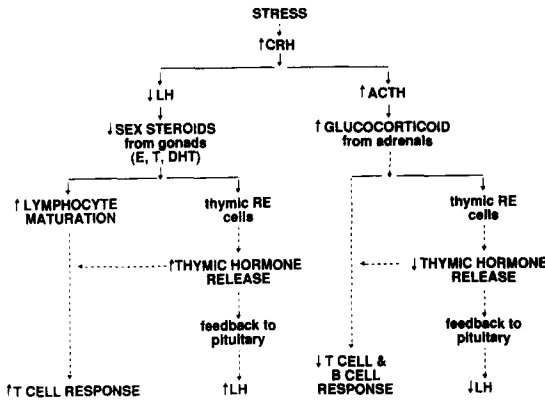 STRESS
↑CRH
↓LH
↑ACTH
↓SEX STEROIDS
from gonads
(E, T, DHT)
↑GLUCOCORTICOID
from adrenals
↑LYMPHOCYTE
MATURATION
thymic RE
cells
thymic RE
cells
↑THYMIC HORMONE
RELEASE
↓THYMIC HORMONE
RELEASE
feedback to
pituitary
feedback to
pituitary
↑T CELL RESPONSE
↑LH
↓T CELL &
B CELL
RESPONSE
↓LH